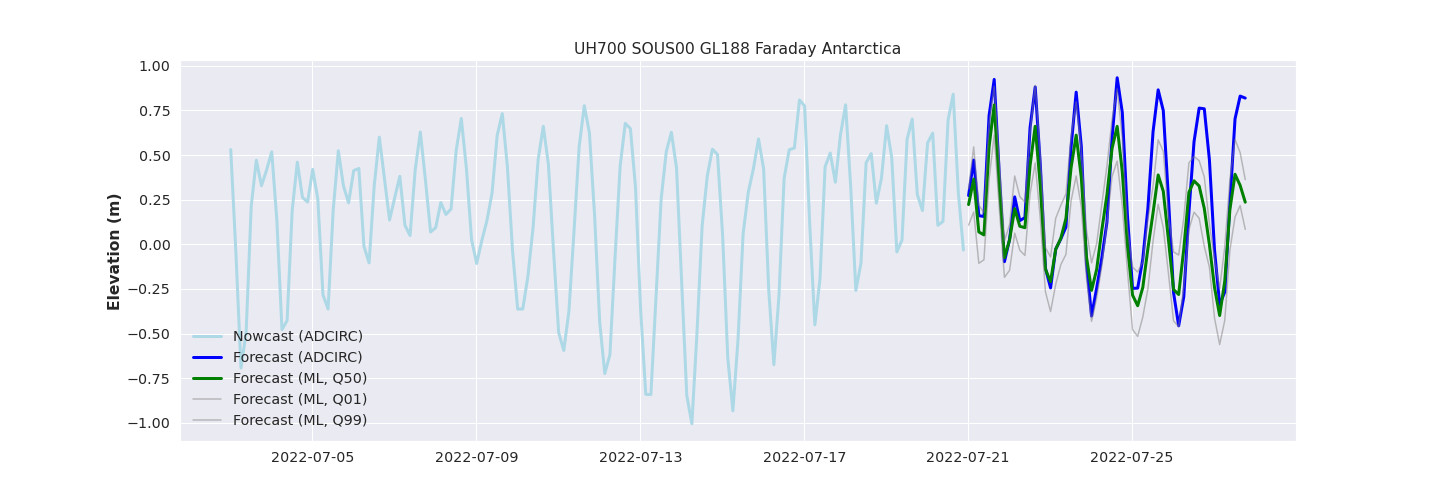 UH700 SOUS00 GL188 Faraday Antarctica
1.00
0.75
0.50
0.25
0.00
−0.25
−0.50
−0.75
−1.00
Elevation (m)
Nowcast (ADCIRC)
Forecast (ADCIRC)
Forecast (ML, Q50)
Forecast (ML, Q01)
Forecast (ML, Q99)
2022-07-05 2022-07-09 2022-07-13 2022-07-17 2022-07-21 2022-07-25